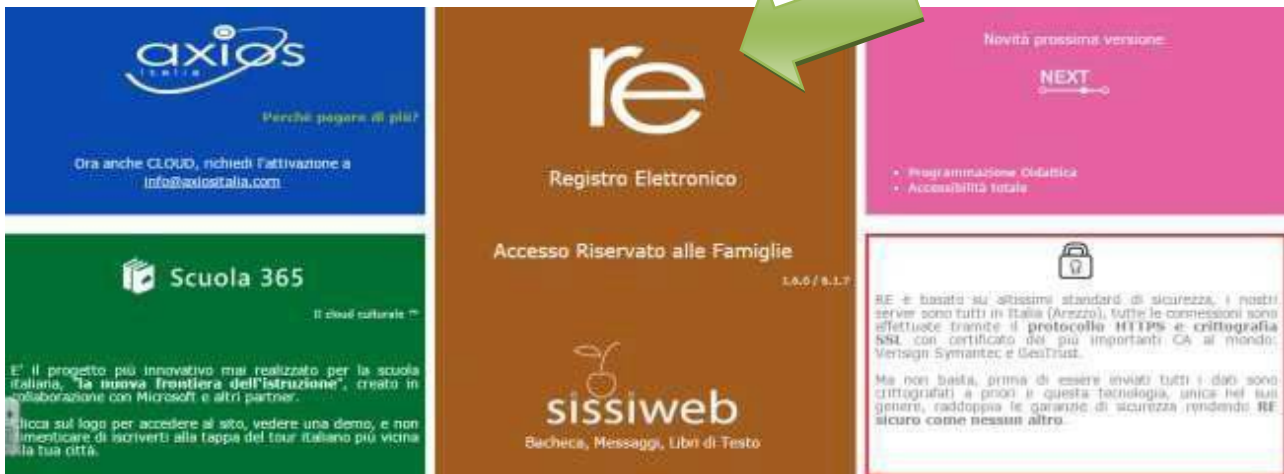 axios
italia
Perché pagare di più?
Ora anche CLOUD, richiedi l'attivazione a
info@axiositalia.com
Scuola 365
Il cloud culturale ™
E' il progetto più innovativo mai realizzato per la scuola
italiana, "la nuova frontiera dell'istruzione", creato in
collaborazione con Microsoft e altri partner.
Clicca sul logo per accedere al sito, vedere una demo, e non
dimenticare di iscriverti alla tappa del tour italiano più vicina
alla tua città.
re
Registro Elettronico
Accesso Riservato alle Famiglie
1.6.0 / 6.1.7
sissiweb
Bacheca, Messaggi, Libri di Testo
Novità prossima versione:
NEXT
• Programmazione Didattica
• Accessibilità totale
RE è basato su altissimi standard di sicurezza, i nostri
server sono tutti in Italia (Arezzo), tutte le connessioni sono
effettuate tramite il protocollo HTTPS e crittografia
SSL con certificato dei più importanti CA al mondo:
Verisign Symantec e GeoTrust.
Ma non basta, prima di essere inviati tutti i dati sono
crittografati a priori e questa tecnologia, unica nel suo
genere, raddoppia le garanzie di sicurezza rendendo RE
sicuro come nessun altro.